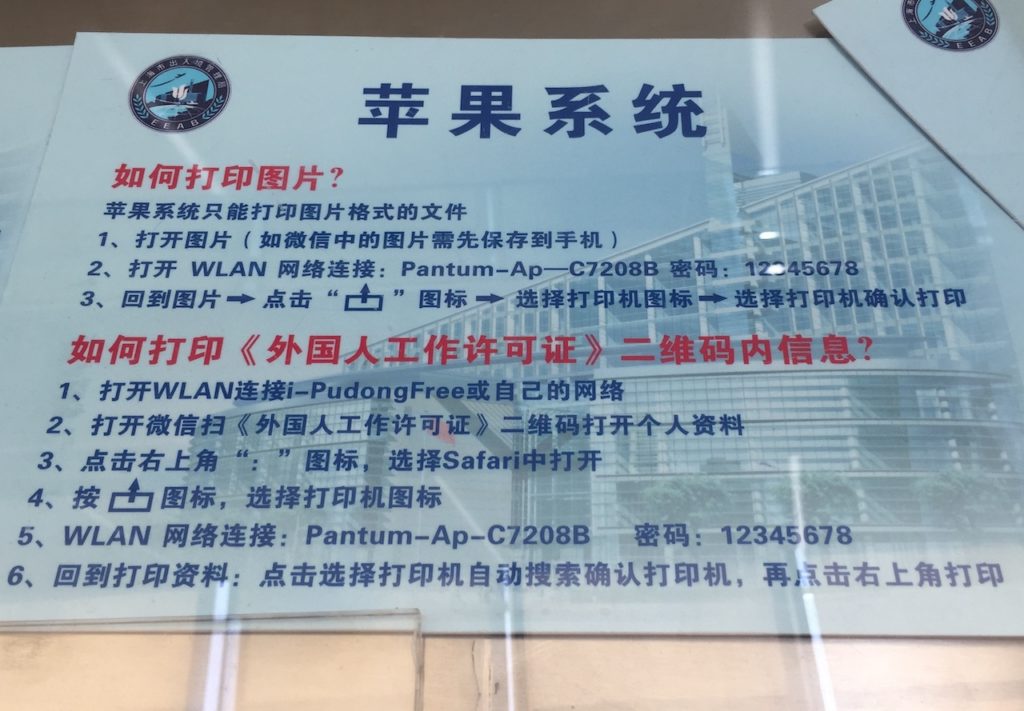 上海市出入境管理局
EEAB
EEAB
苹果系统
如何打印图片?
苹果系统只能打印图片格式的文件
1、打开图片（如微信中的图片需先保存到手机）
2、打开 WLAN 网络连接：Pantum-Ap—C7208B 密码：12345678
3、回到图片➡点击“ ”图标➡选择打印机图标➡选择打印机确认打印
如何打印《外国人工作许可证》二维码内信息?
1、打开WLAN连接i-PudongFree或自己的网络
2、打开微信扫《外国人工作许可证》二维码打开个人资料
3、点击右上角“：”图标，选择Safari中打开
4、按 图标，选择打印机图标
5、WLAN 网络连接：Pantum-Ap-C7208B 密码：12345678
6、回到打印资料：点击选择打印机自动搜索确认打印机，再点击右上角打印